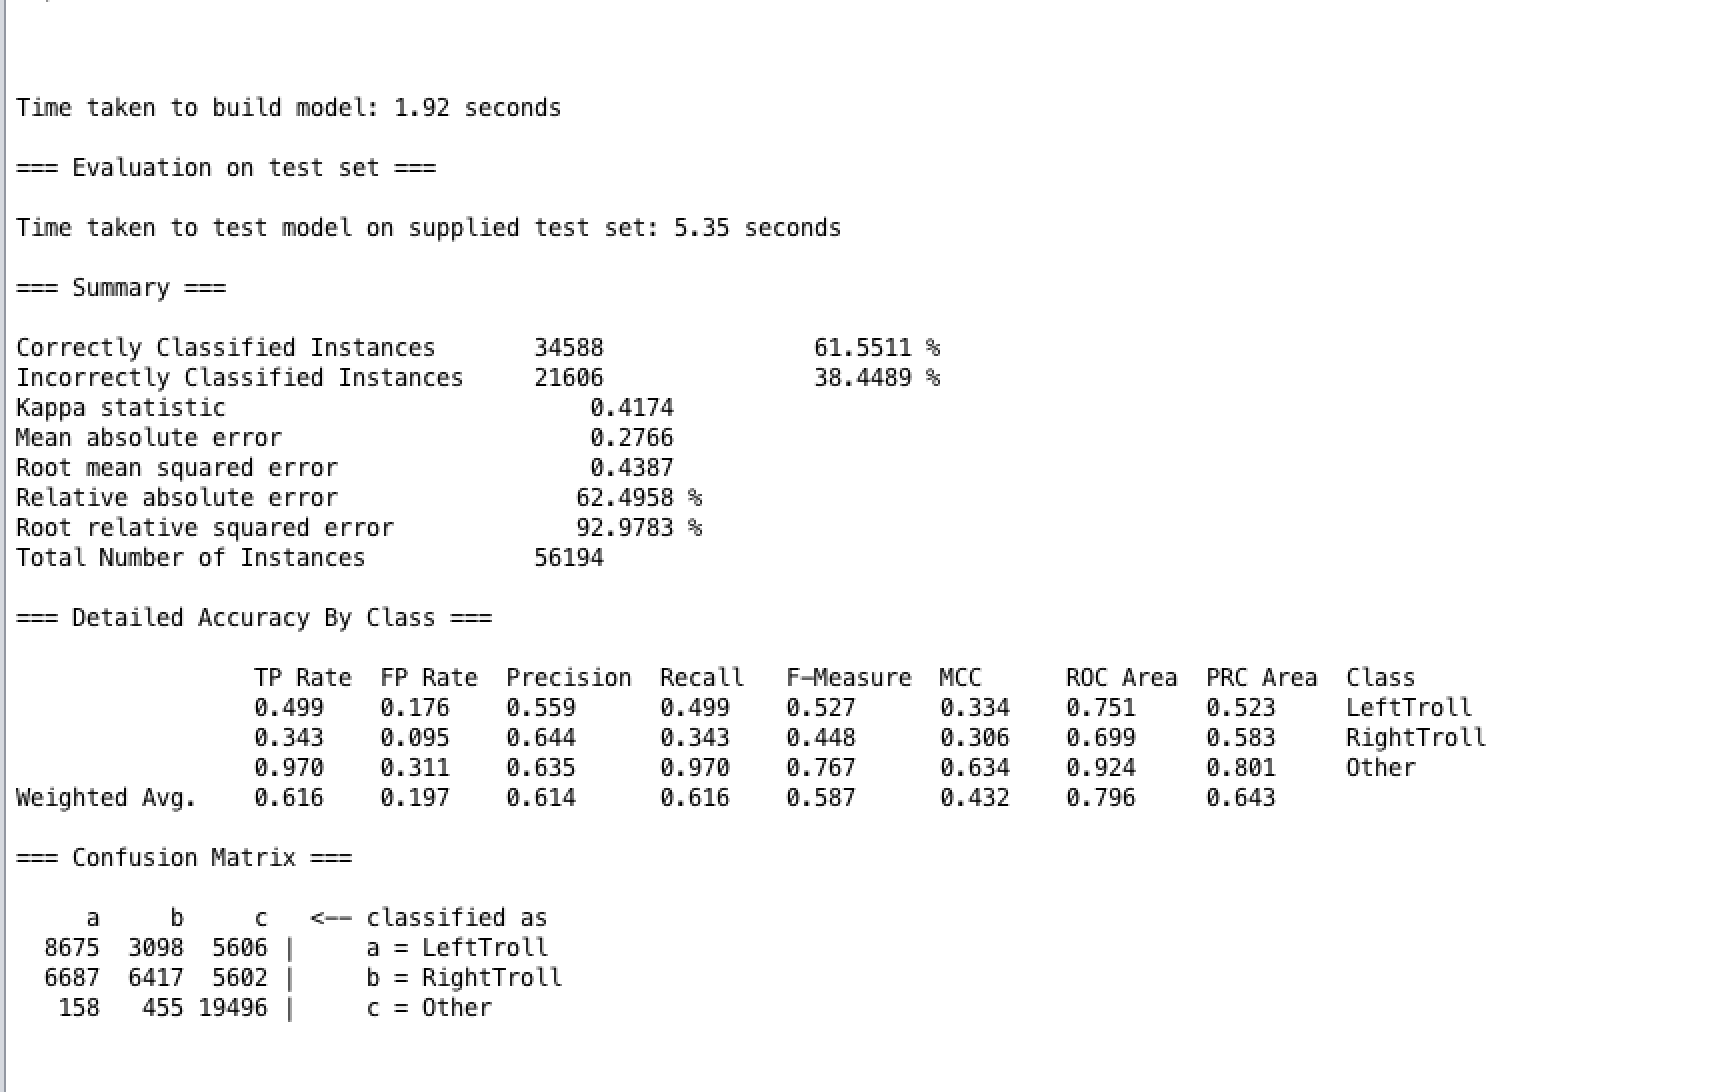 Time taken to build model: 1.92 seconds
=== Evaluation on test set ===
Time taken to test model on supplied test set: 5.35 seconds
=== Summary ===
Correctly Classified Instances 34588 61.5511 %
Incorrectly Classified Instances 21606 38.4489 %
Kappa statistic 0.4174
Mean absolute error 0.2766
Root mean squared error 0.4387
Relative absolute error 62.4958 %
Root relative squared error 92.9783 %
Total Number of Instances 56194
=== Detailed Accuracy By Class ===
TP Rate FP Rate Precision Recall F-Measure MCC ROC Area PRC Area Class
0.499 0.176 0.559 0.499 0.527 0.334 0.751 0.523 LeftTroll
0.343 0.095 0.644 0.343 0.448 0.306 0.699 0.583 RightTroll
0.970 0.311 0.635 0.970 0.767 0.634 0.924 0.801 Other
Weighted Avg. 0.616 0.197 0.614 0.616 0.587 0.432 0.796 0.643
=== Confusion Matrix ===
a b c <-- classified as
8675 3098 5606 | a = LeftTroll
6687 6417 5602 | b = RightTroll
158 455 19496 | c = Other